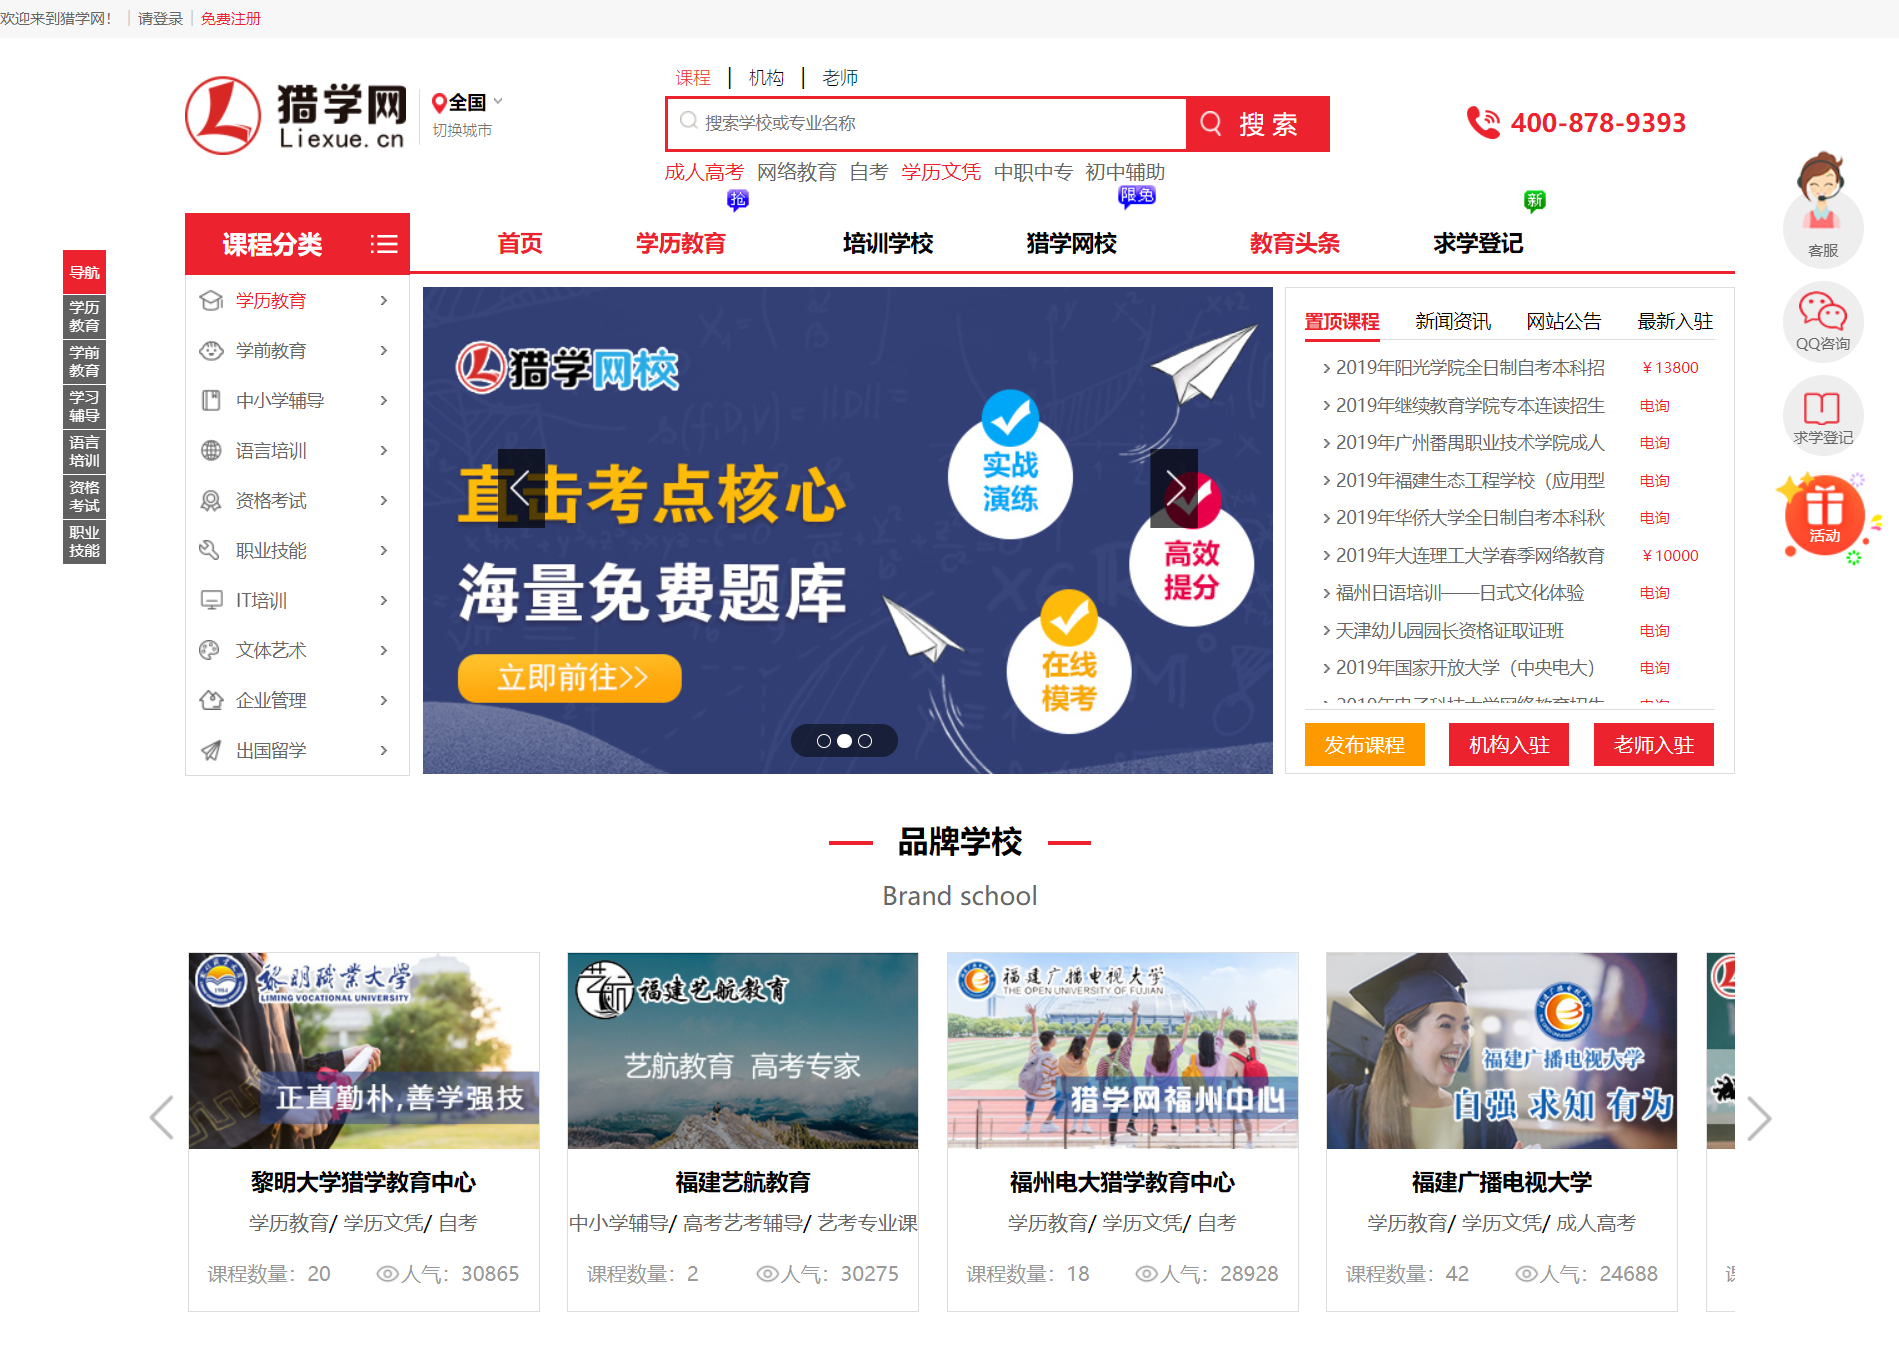 欢迎来到猎学网！ 请登录 免费注册
课程 机构 老师
猎学网
Liexue.cn
全国
切换城市
搜索学校或专业名称
搜 索
400-878-9393
成人高考 网络教育 自考 学历文凭 中职中专 初中辅助
抢 限免 新
课程分类
首页 学历教育 培训学校 猎学网校 教育头条 求学登记
导航
学历
教育
学前
教育
学习
辅导
语言
培训
资格
考试
职业
技能
学历教育
学前教育
中小学辅导
语言培训
资格考试
职业技能
IT培训
文体艺术
企业管理
出国留学
猎学网校
直击考点核心
海量免费题库
立即前往>>
实战
演练
高效
提分
在线
模考
置顶课程 新闻资讯 网站公告 最新入驻
2019年阳光学院全日制自考本科招 ￥13800
2019年继续教育学院专本连读招生 电询
2019年广州番禺职业技术学院成人 电询
2019年福建生态工程学校（应用型 电询
2019年华侨大学全日制自考本科秋 电询
2019年大连理工大学春季网络教育 ￥10000
福州日语培训——日式文化体验 电询
天津幼儿园园长资格证取证班 电询
2019年国家开放大学（中央电大） 电询
2019年电子科技大学网络教育招生 电询
发布课程 机构入驻 老师入驻
客服
QQ咨询
求学登记
活动
品牌学校
Brand school
黎明职业大学
LIMING VOCATIONAL UNIVERSITY
正直勤朴,善学强技
黎明大学猎学教育中心
学历教育/ 学历文凭/ 自考
课程数量：20 人气：30865
艺航
福建艺航教育
艺航教育 高考专家
福建艺航教育
中小学辅导/ 高考艺考辅导/ 艺考专业课
课程数量：2 人气：30275
福建广播电视大学
THE OPEN UNIVERSITY OF FUJIAN
猎学网福州中心
福州电大猎学教育中心
学历教育/ 学历文凭/ 自考
课程数量：18 人气：28928
福建广播电视大学
自强 求知 有为
福建广播电视大学
学历教育/ 学历文凭/ 成人高考
课程数量：42 人气：24688